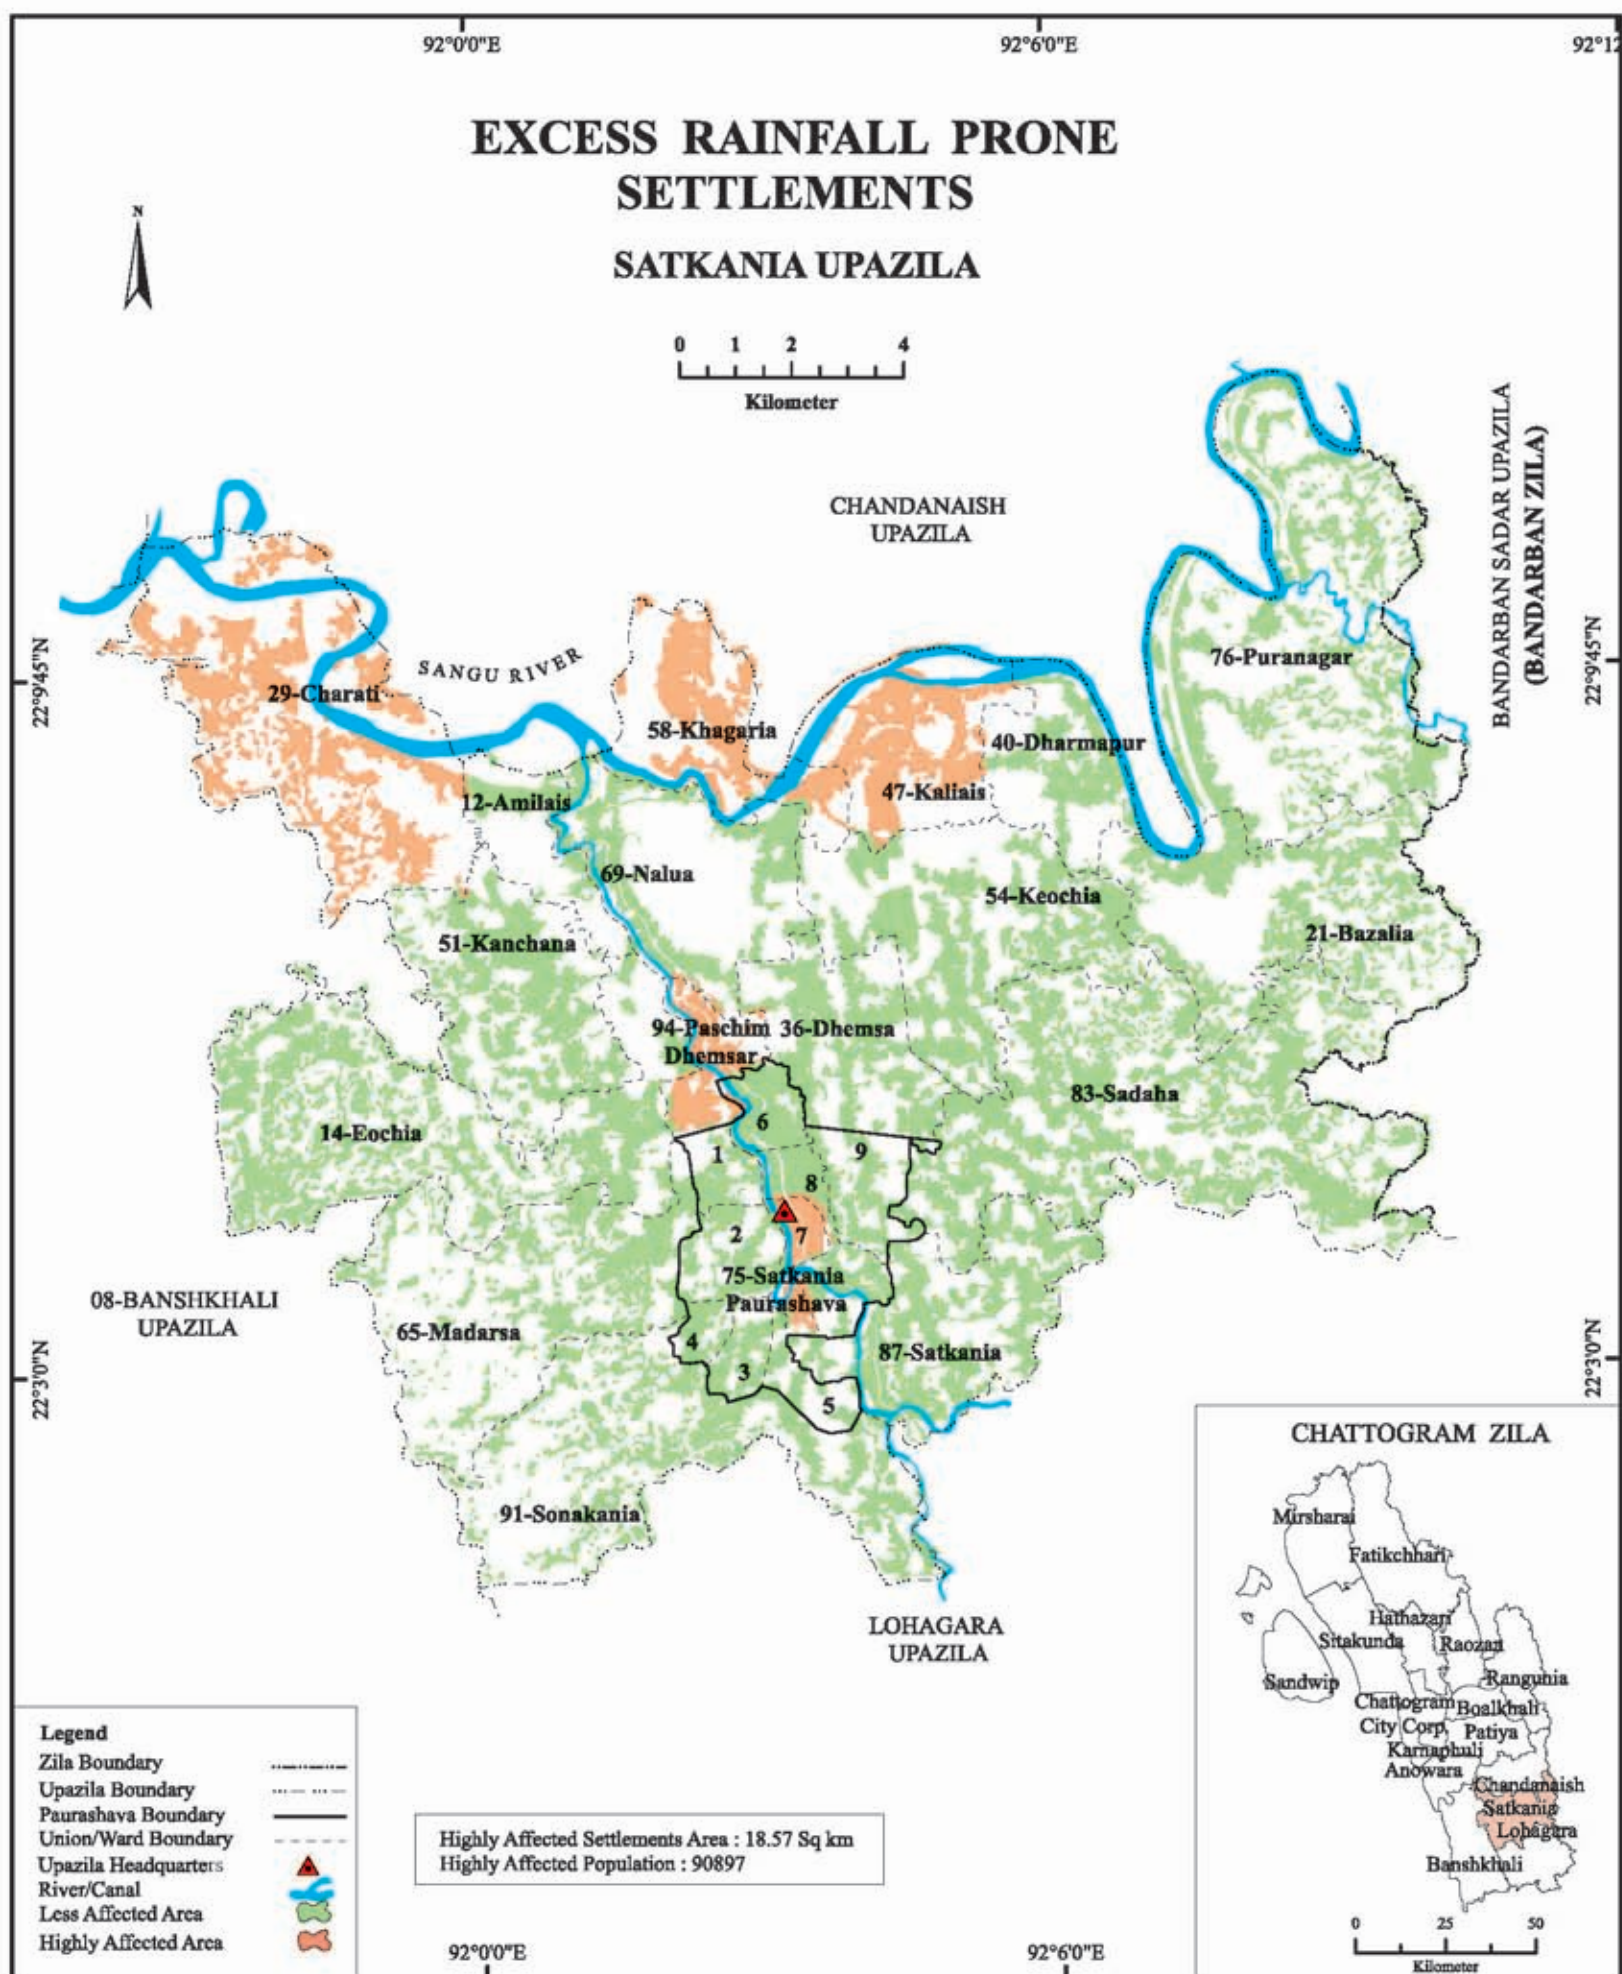 92°0'0"E
92°6'0"E
EXCESS RAINFALL PRONE
SETTLEMENTS
SATKANIA UPAZILA
N
0 1 2 4
Kilometer
BANDARBAN SADAR UPAZILA
(BANDARBAN ZILA)
CHANDANAISH
UPAZILA
22°9'45"N
22°9'45"N
SANGU RIVER
76-Puranagar
29-Charati
58-Khagaria
40-Dharmapur
47-Kaliais
12-Amilais
69-Nalua
54-Keochia
51-Kanchana
21-Bazalia
94-Paschim
Dhemsar
36-Dhemsa
83-Sadaha
14-Eochia
6
1
9
8
2
7
75-Satkania
Paurashava
08-BANSHKHALI
UPAZILA
65-Madarsa
4
3
87-Satkania
5
22°3'0"N
22°3'0"N
91-Sonakania
LOHAGARA
UPAZILA
CHATTOGRAM ZILA
Mirsharai
Fatikchhari
Hathazari
Sitakunda
Raozan
Sandwip
Rangunia
Chattogram
City Corp.
Boalkhali
Patiya
Karnaphuli
Anowara
Chandanaish
Satkania
Lohagara
Banshkhali
0 25 50
Kilometer
Legend
Zila Boundary
Upazila Boundary
Paurashava Boundary
Union/Ward Boundary
Upazila Headquarters
River/Canal
Less Affected Area
Highly Affected Area
Highly Affected Settlements Area : 18.57 Sq km
Highly Affected Population : 90897
92°0'0"E
92°6'0"E